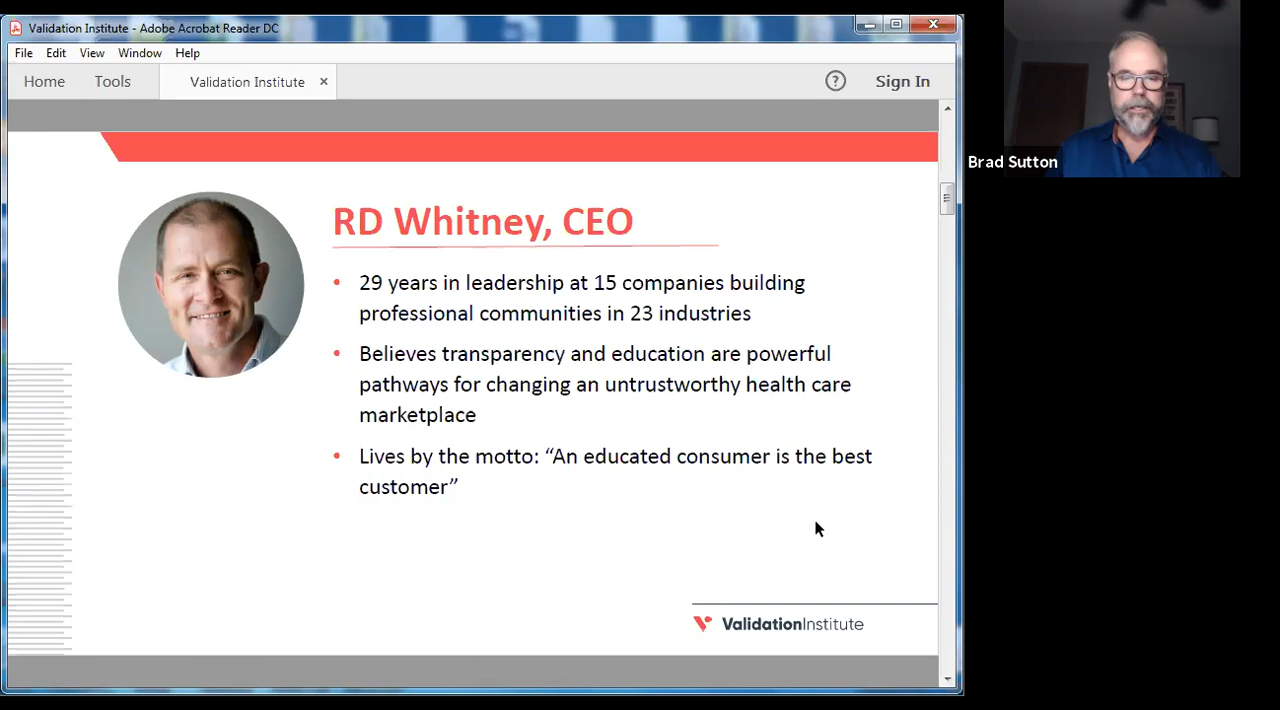 Validation Institute - Adobe Acrobat Reader DC
File Edit View Window Help
Home Tools Validation Institute × ? Sign In
Brad Sutton
RD Whitney, CEO
• 29 years in leadership at 15 companies building
professional communities in 23 industries
• Believes transparency and education are powerful
pathways for changing an untrustworthy health care
marketplace
• Lives by the motto: “An educated consumer is the best
customer”
ValidationInstitute